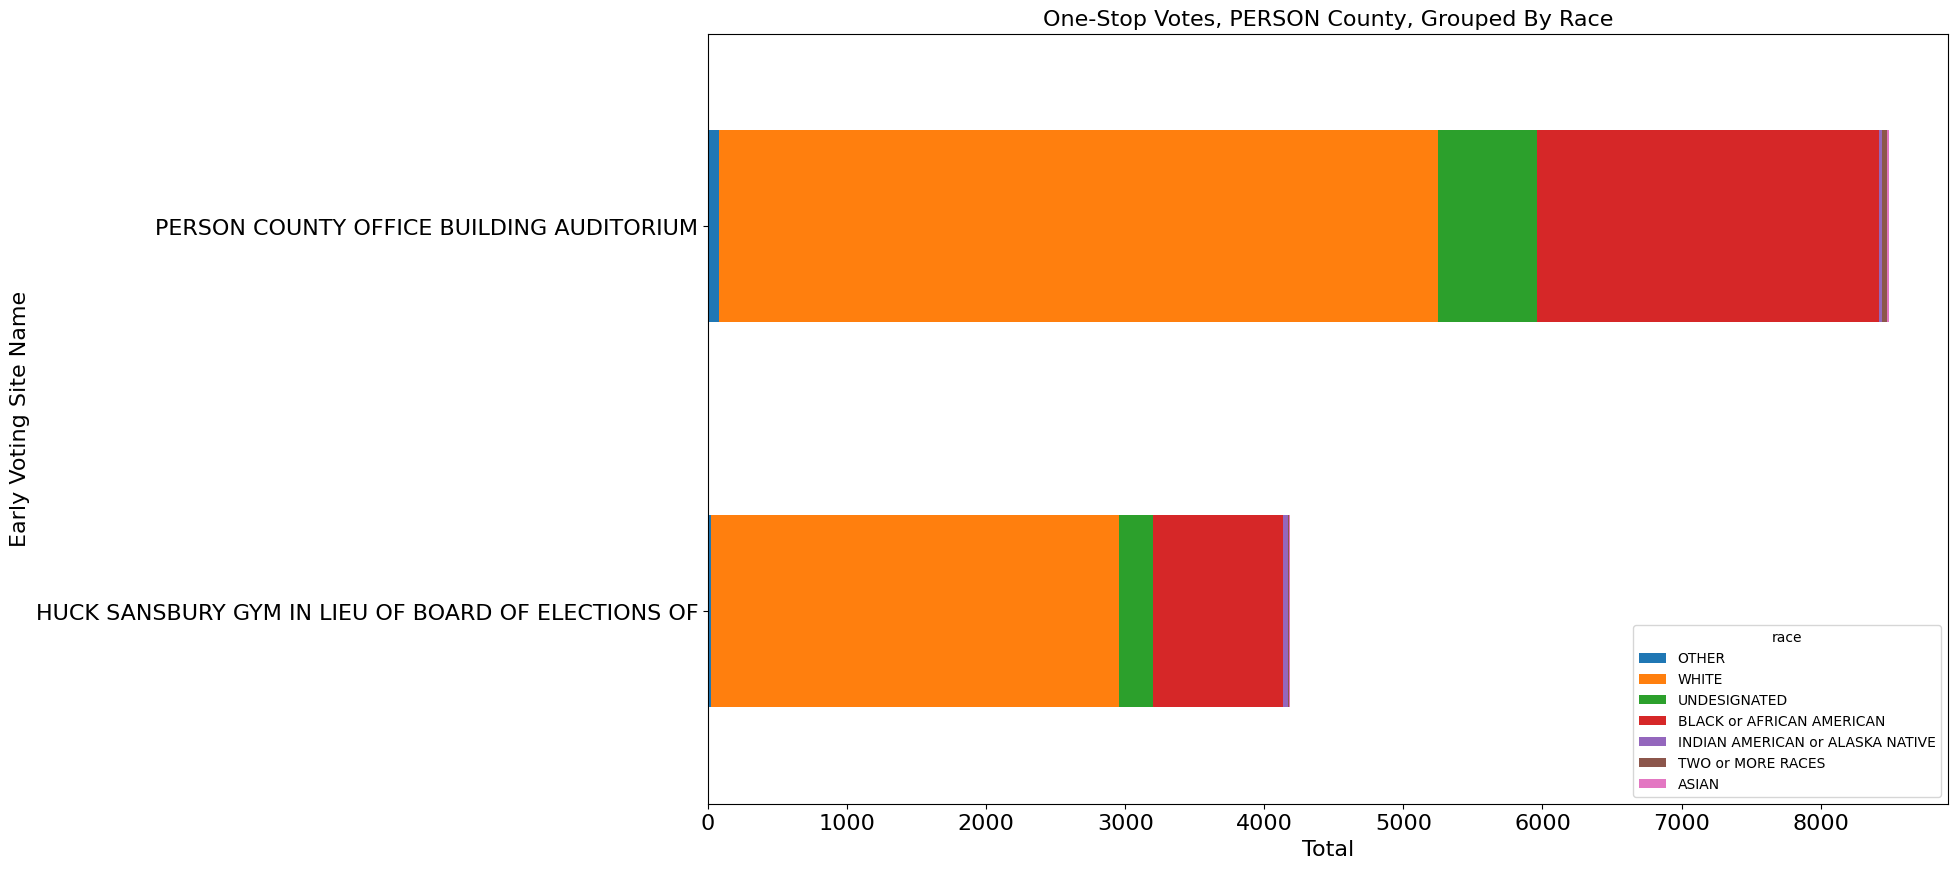 One-Stop Votes, PERSON County, Grouped By Race
Early Voting Site Name
PERSON COUNTY OFFICE BUILDING AUDITORIUM
HUCK SANSBURY GYM IN LIEU OF BOARD OF ELECTIONS OF
race
OTHER
WHITE
UNDESIGNATED
BLACK or AFRICAN AMERICAN
INDIAN AMERICAN or ALASKA NATIVE
TWO or MORE RACES
ASIAN
0 1000 2000 3000 4000 5000 6000 7000 8000
Total